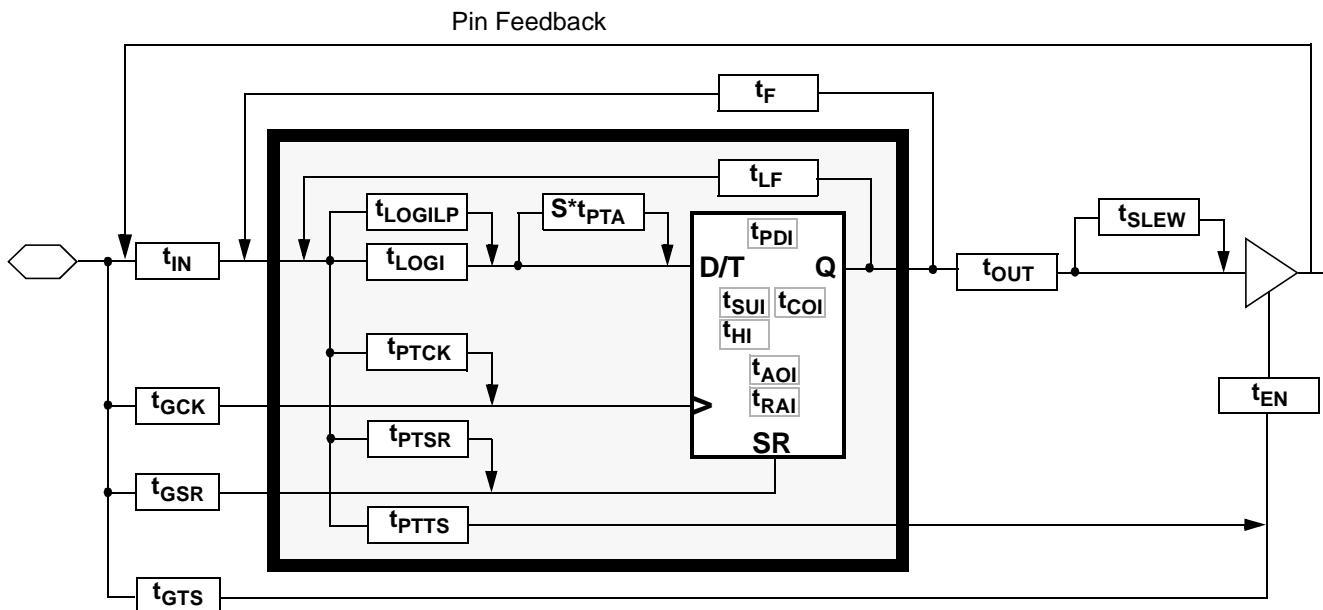 Pin Feedback
tF
tLF
tLOGILP
S*tPTA
tSLEW
tPDI
tIN
tLOGI
D/T
Q
tOUT
tSUI
tCOI
tHI
tPTCK
tAOI
tGCK
>
tRAI
tEN
tPTSR
SR
tGSR
tPTTS
tGTS